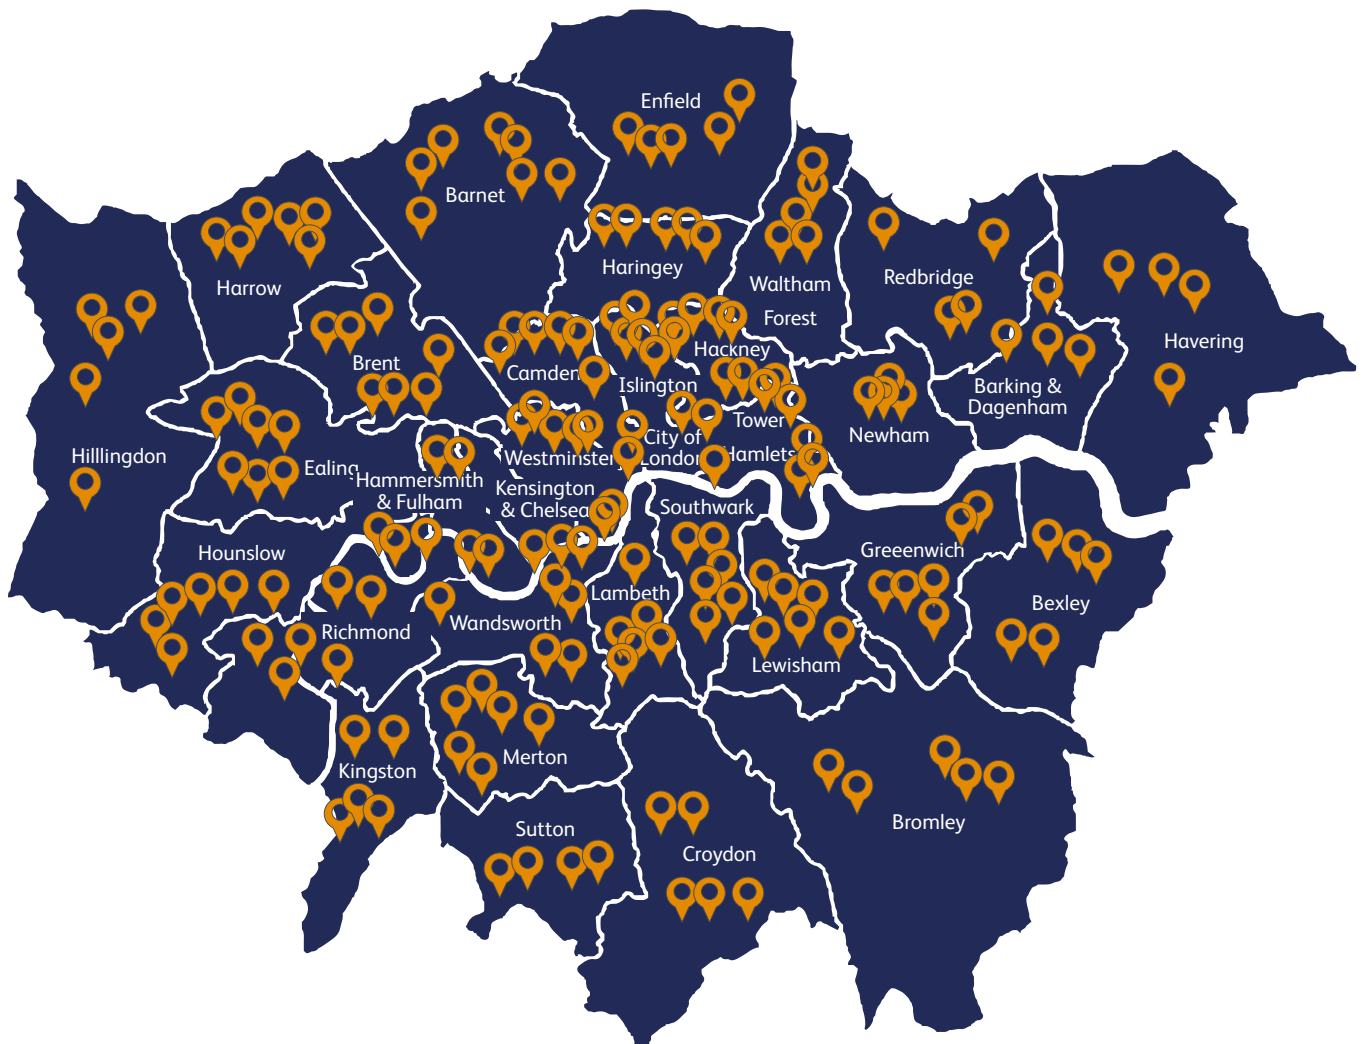 Enfield
Barnet
Haringey
Waltham
Forest
Redbridge
Harrow
Havering
Hackney
Brent
Camden
Islington
Barking &
Dagenham
Tower
Hamlets
Newham
City of
London
Westminster
Hilllingdon
Ealing
Hammersmith
& Fulham
Kensington
& Chelsea
Southwark
Hounslow
Greeenwich
Lambeth
Bexley
Wandsworth
Richmond
Lewisham
Merton
Kingston
Bromley
Sutton
Croydon